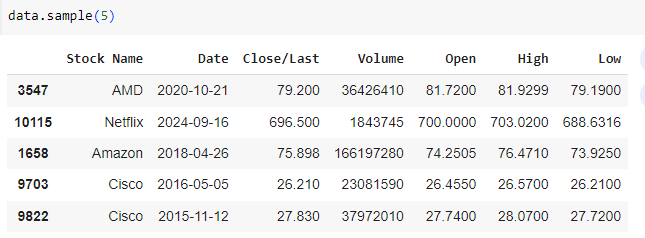 data.sample(5)
Stock Name Date Close/Last Volume Open High Low
3547 AMD 2020-10-21 79.200 36426410 81.7200 81.9299 79.1900
10115 Netflix 2024-09-16 696.500 1843745 700.0000 703.0200 688.6316
1658 Amazon 2018-04-26 75.898 166197280 74.2505 76.4710 73.9250
9703 Cisco 2016-05-05 26.210 23081590 26.4550 26.5700 26.2100
9822 Cisco 2015-11-12 27.830 37972010 27.7400 28.0700 27.7200